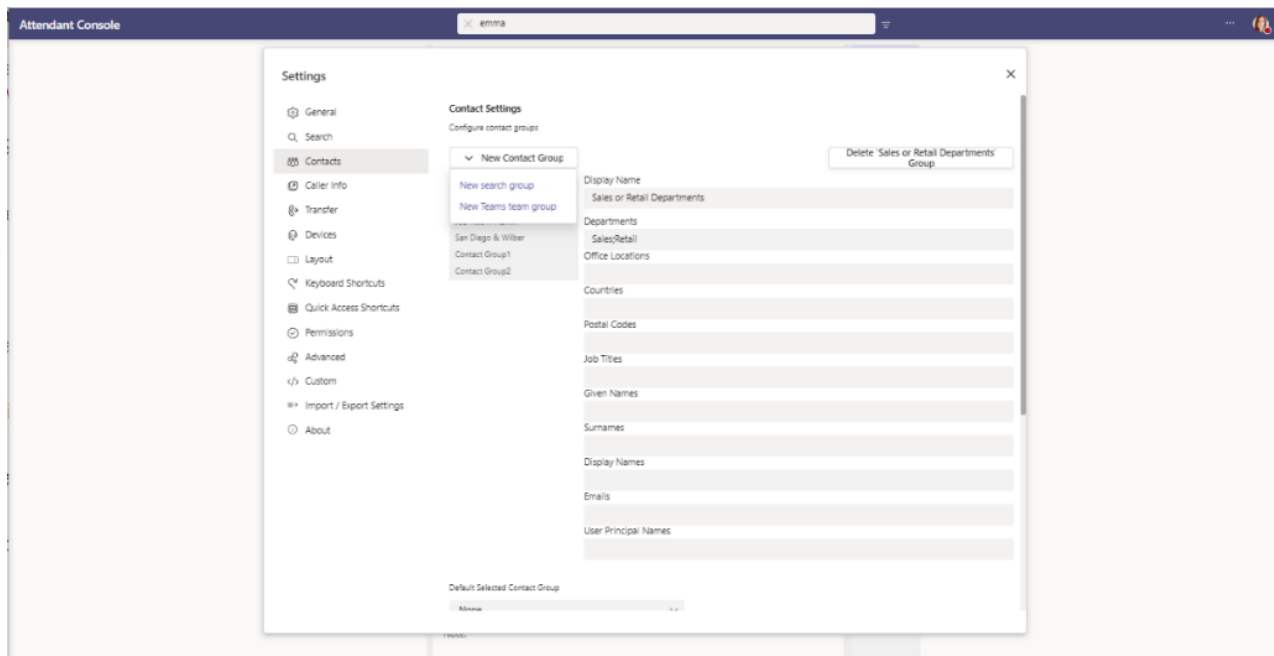 Attendant Console
emma
Settings
General
Search
Contacts
Caller Info
Transfer
Devices
Layout
Keyboard Shortcuts
Quick Access Shortcuts
Permissions
Advanced
Custom
Import / Export Settings
About
Contact Settings
Configure contact groups
New Contact Group
New search group
New Teams team group
San Diego & Wilber
Contact Group1
Contact Group2
Delete 'Sales or Retail Departments'
Group
Display Name
Sales or Retail Departments
Departments
Sales;Retail
Office Locations
Countries
Postal Codes
Job Titles
Given Names
Surnames
Display Names
Emails
User Principal Names
Default Selected Contact Group
None